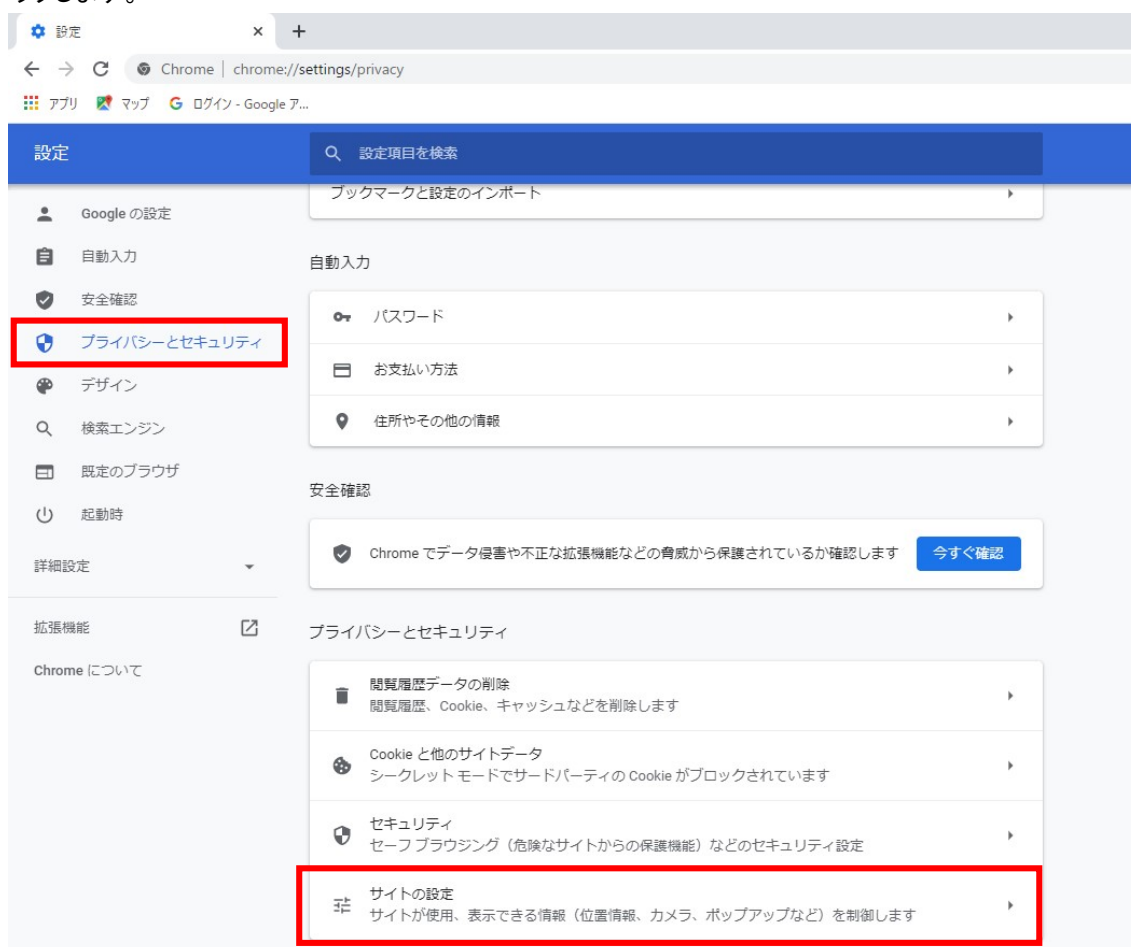 設定
Chrome | chrome://settings/privacy
アプリ マップ ログイン - Google ア...
設定
設定項目を検索
Google の設定
自動入力
安全確認
プライバシーとセキュリティ
デザイン
検索エンジン
既定のブラウザ
起動時
詳細設定
拡張機能
Chrome について
ブックマークと設定のインポート
自動入力
パスワード
お支払い方法
住所やその他の情報
安全確認
Chrome でデータ侵害や不正な拡張機能などの脅威から保護されているか確認します 今すぐ確認
プライバシーとセキュリティ
閲覧履歴データの削除
閲覧履歴、Cookie、キャッシュなどを削除します
Cookie と他のサイトデータ
シークレット モードでサードパーティの Cookie がブロックされています
セキュリティ
セーフ ブラウジング（危険なサイトからの保護機能）などのセキュリティ設定
サイトの設定
サイトが使用、表示できる情報（位置情報、カメラ、ポップアップなど）を制御します